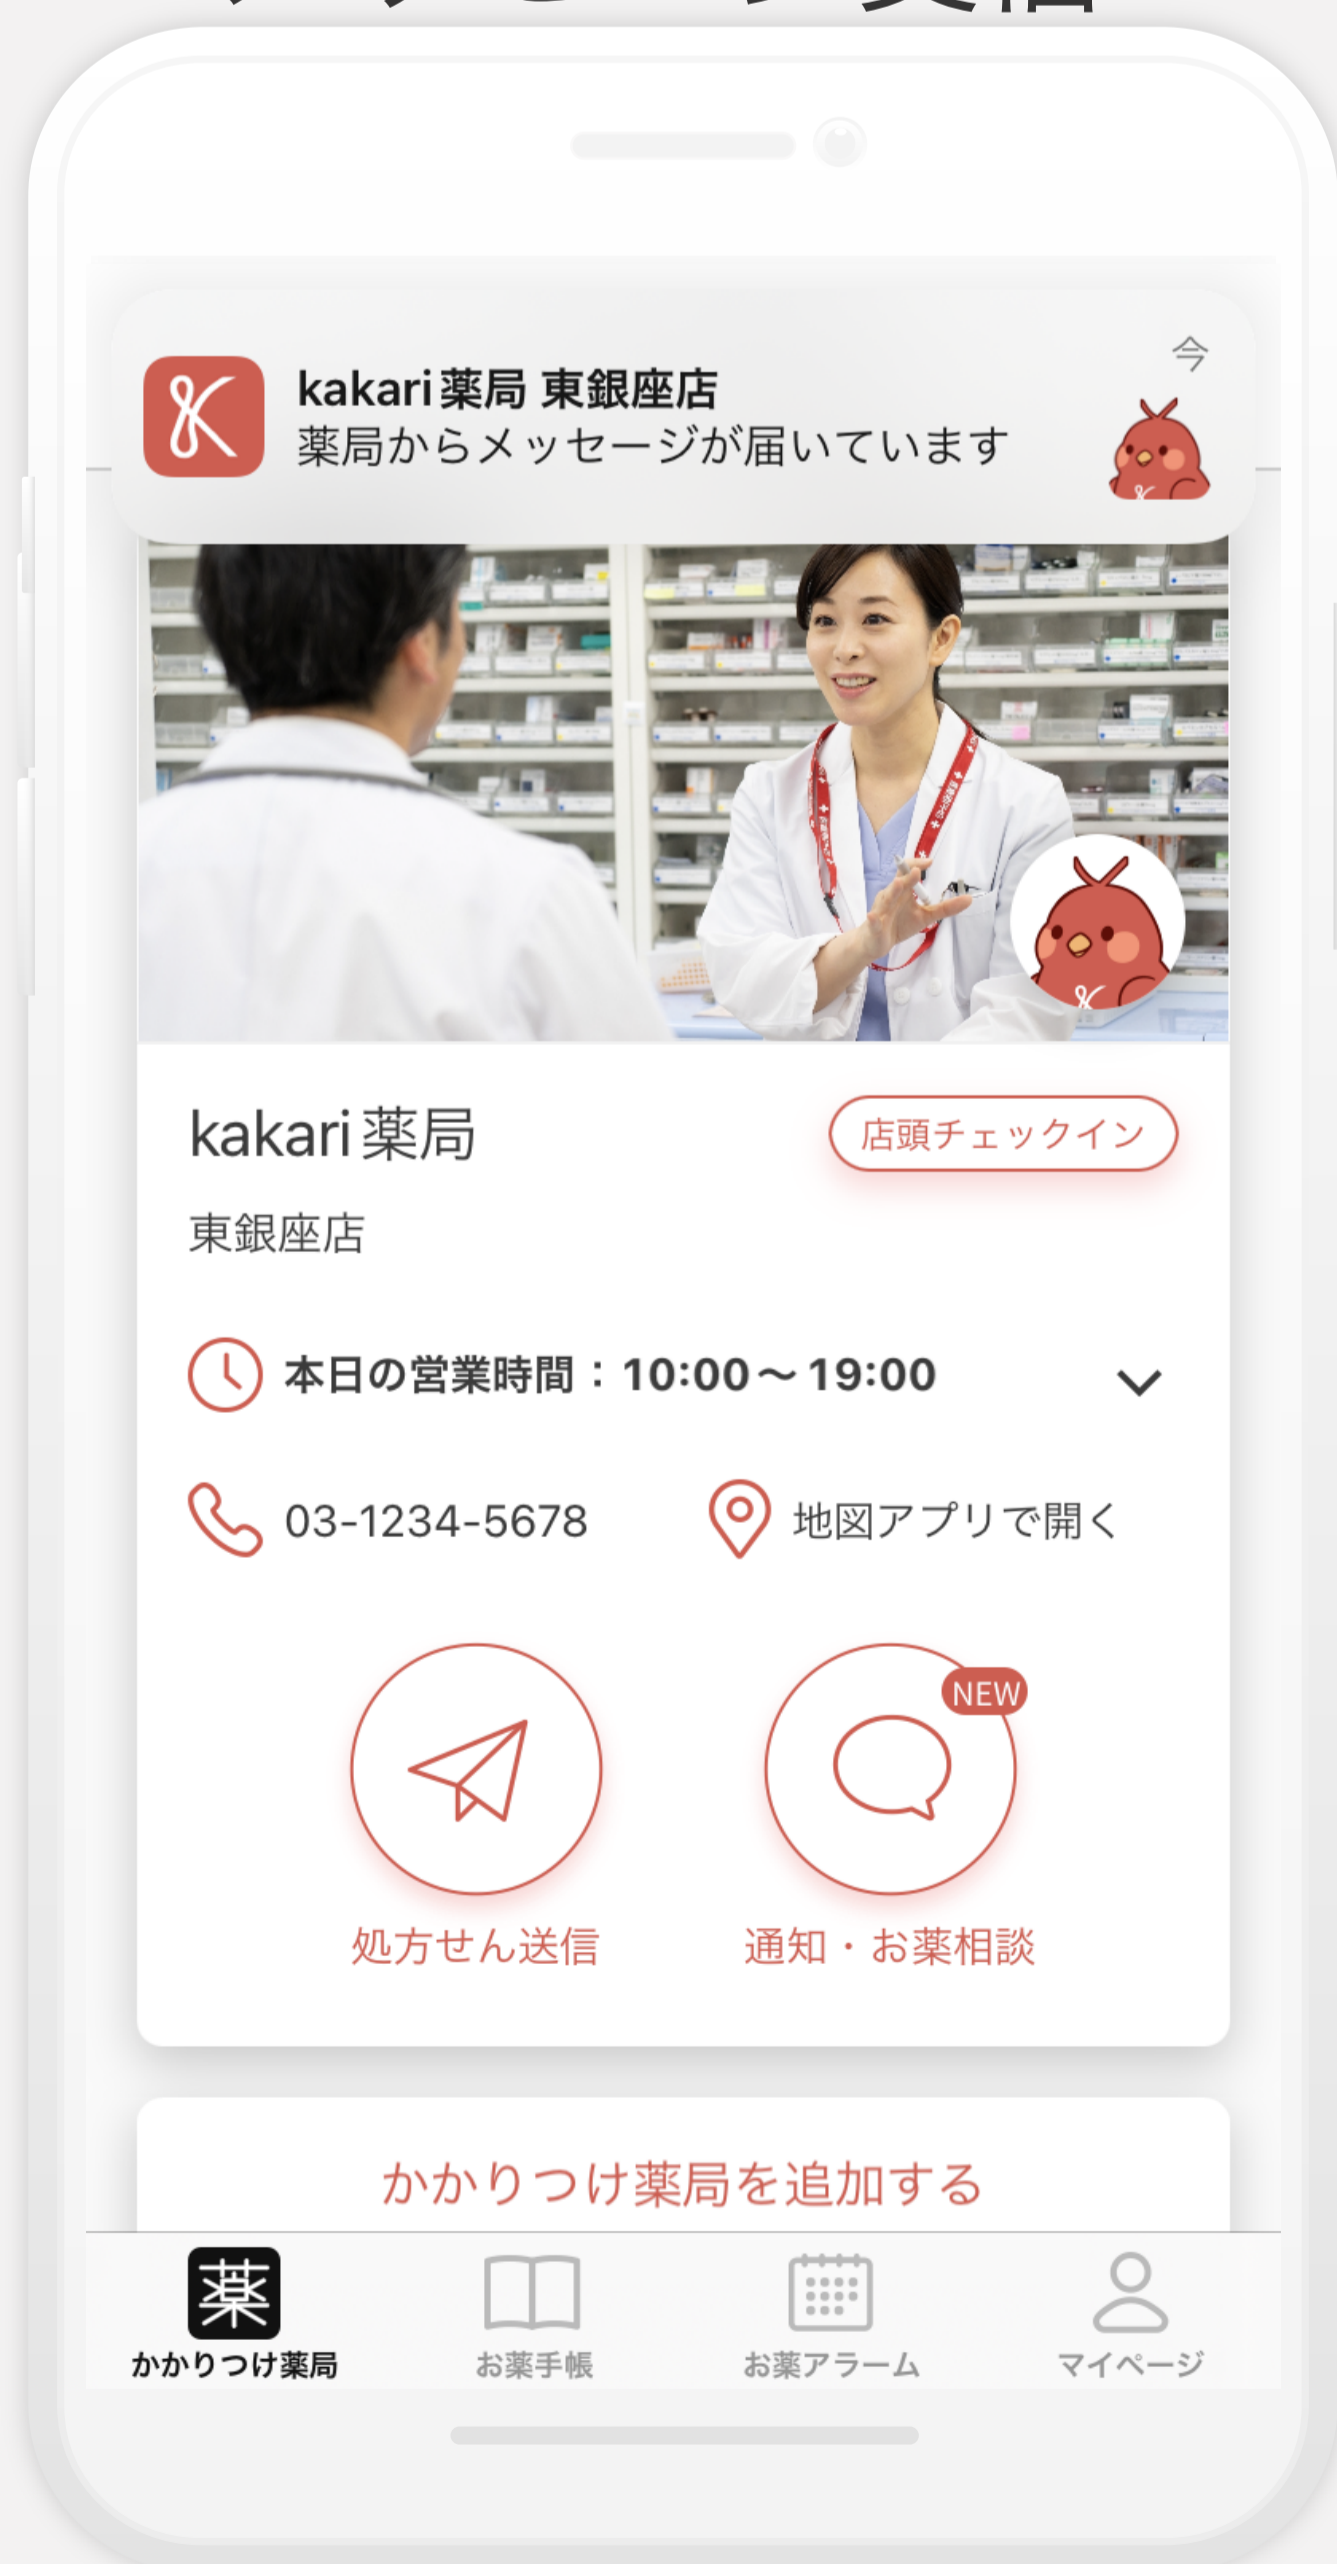 kakari薬局 東銀座店
今
薬局からメッセージが届いています
kakari薬局
店頭チェックイン
東銀座店
本日の営業時間：10:00〜19:00
03-1234-5678
地図アプリで開く
NEW
処方せん送信
通知・お薬相談
かかりつけ薬局を追加する
薬
かかりつけ薬局
お薬手帳
お薬アラーム
マイページ